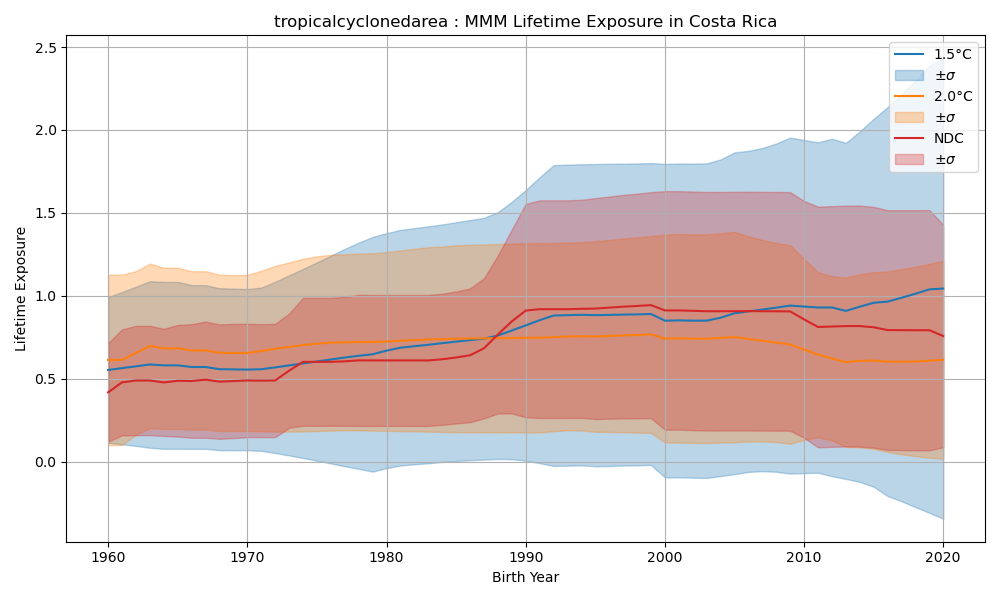 tropicalcyclonedarea : MMM Lifetime Exposure in Costa Rica
Lifetime Exposure
2.5
2.0
1.5
1.0
0.5
0.0
1.5°C
±σ
2.0°C
±σ
NDC
±σ
1960 1970 1980 1990 2000 2010 2020
Birth Year